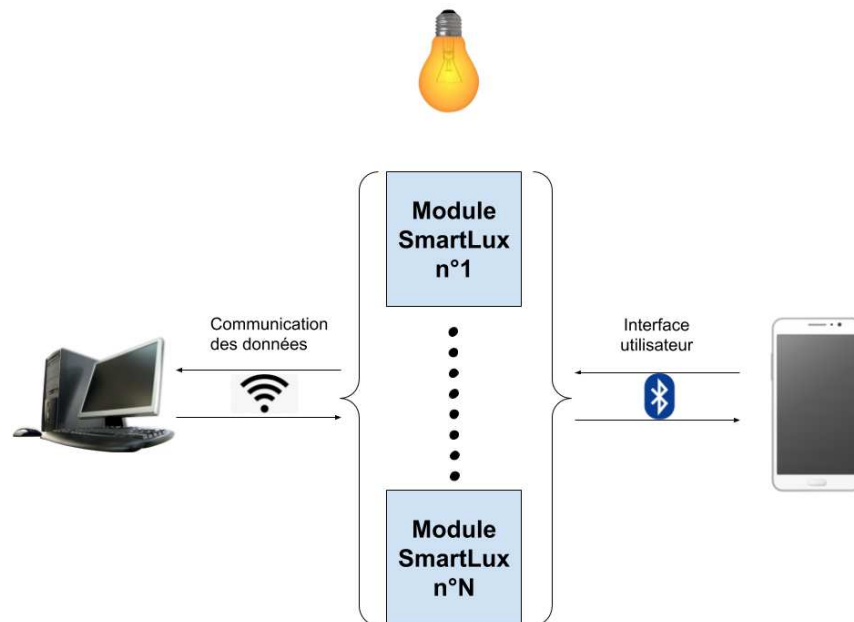 Module
SmartLux
n°1
Communication
des données
Interface
utilisateur
Module
SmartLux
n°N